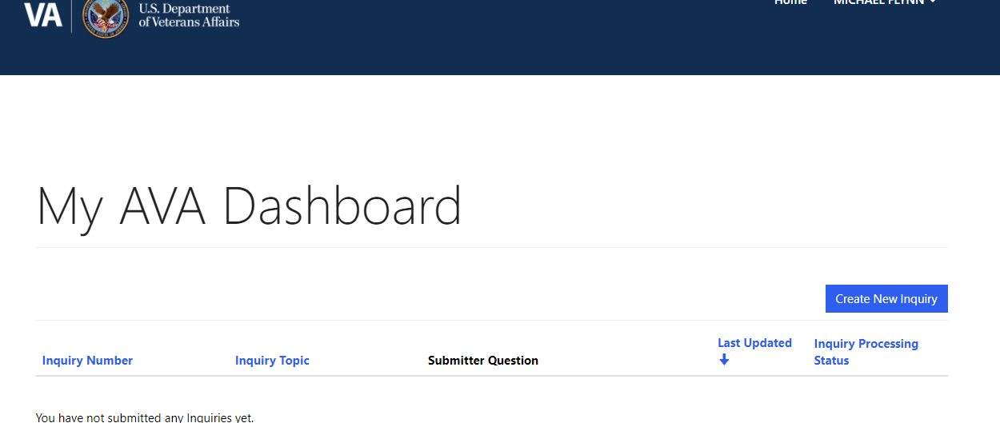 VA
U.S. Department
of Veterans Affairs
Home
MICHAEL FLYNN
My AVA Dashboard
Create New Inquiry
Inquiry Number
Inquiry Topic
Submitter Question
Last Updated
Inquiry Processing
Status
You have not submitted any Inquiries yet.